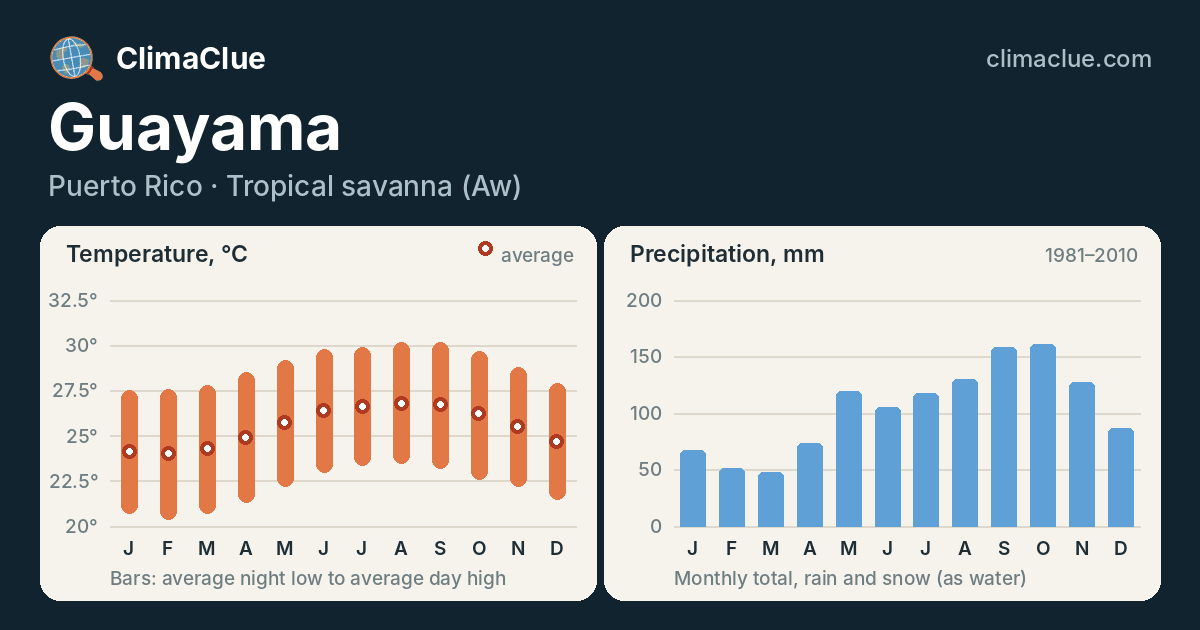 ClimaClue
climaclue.com
Guayama
Puerto Rico · Tropical savanna (Aw)
Temperature, °C
average
32.5°
30°
27.5°
25°
22.5°
20°
J F M A M J J A S O N D
Bars: average night low to average day high
Precipitation, mm
1981–2010
200
150
100
50
0
J F M A M J J A S O N D
Monthly total, rain and snow (as water)